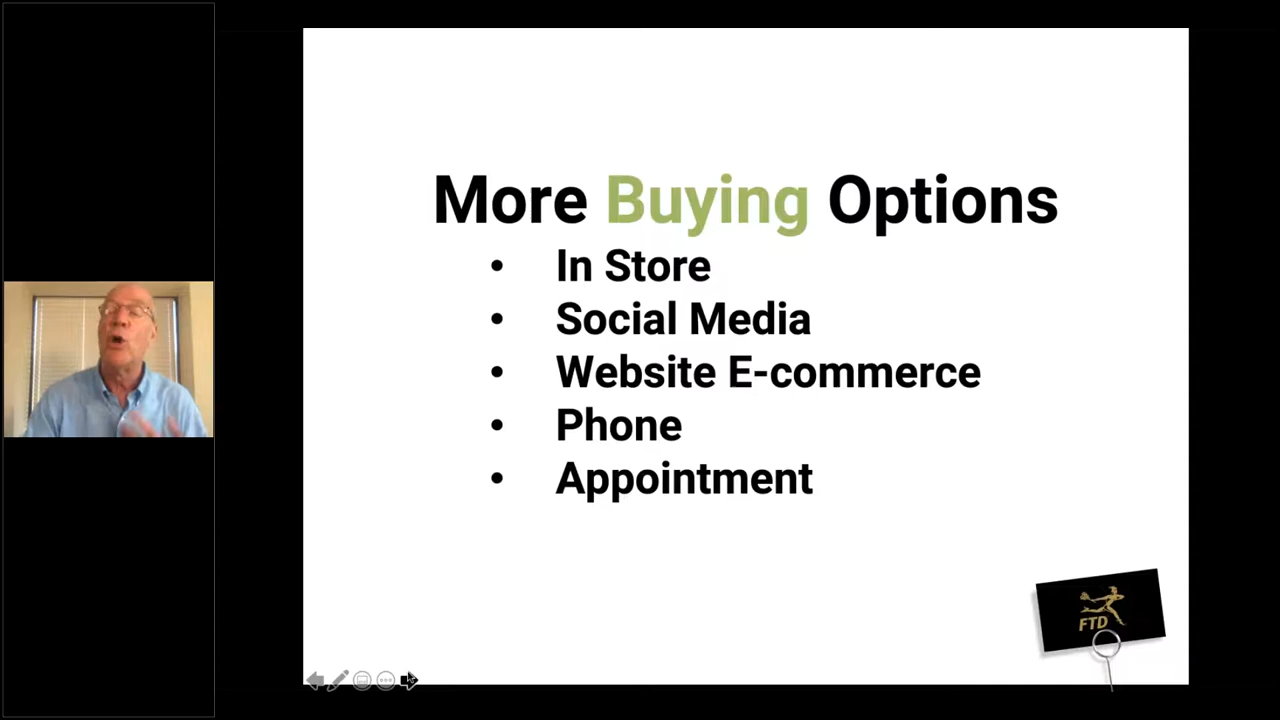 More Buying Options
• In Store
• Social Media
• Website E-commerce
• Phone
• Appointment
FTD